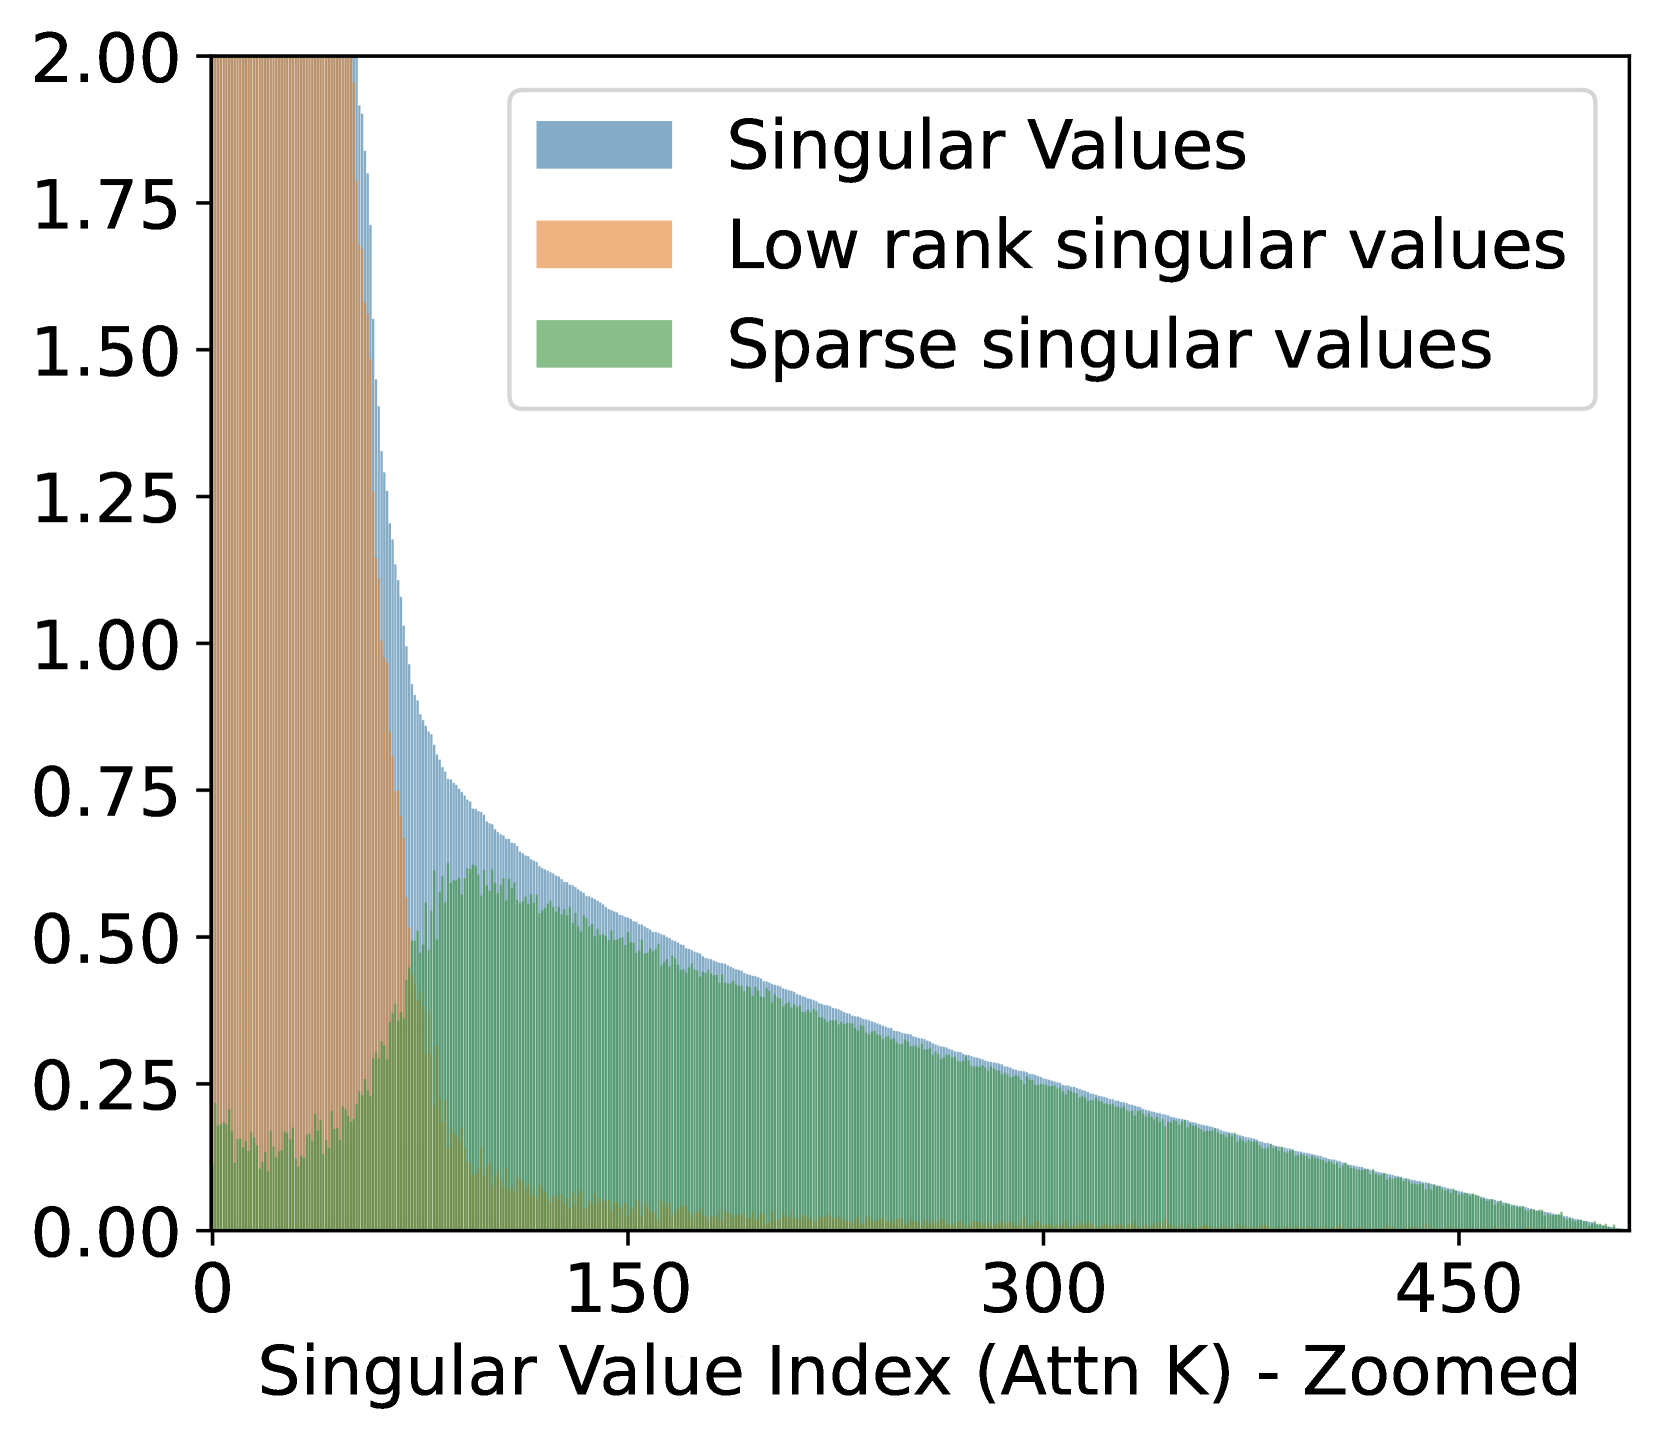 2.00
1.75
1.50
1.25
1.00
0.75
0.50
0.25
0.00
Singular Values
Low rank singular values
Sparse singular values
0 150 300 450
Singular Value Index (Attn K) - Zoomed